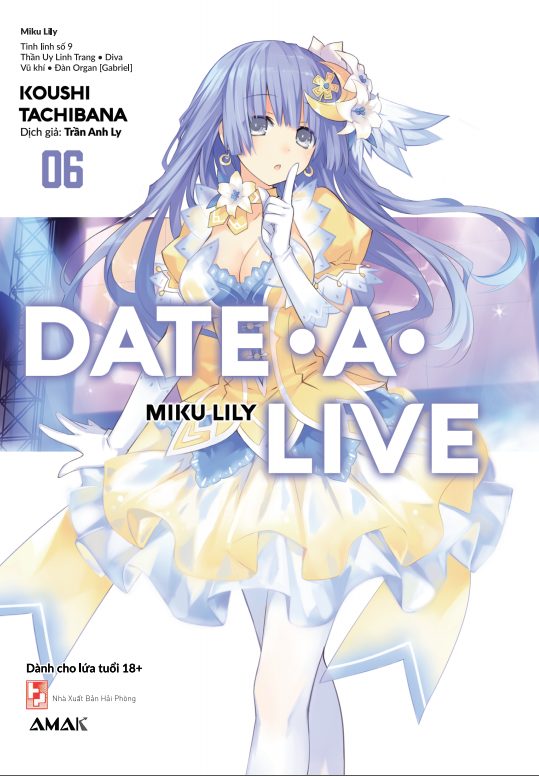 Miku Lily
Tinh linh số 9
Thần Uy Linh Trang • Diva
Vũ khí • Đàn Organ [Gabriel]
KOUSHI
TACHIBANA
Dịch giả: Trần Anh Ly
06
DATE•A•
MIKU LILY
LIVE
Dành cho lứa tuổi 18+
Nhà Xuất Bản Hải Phòng
AMAK